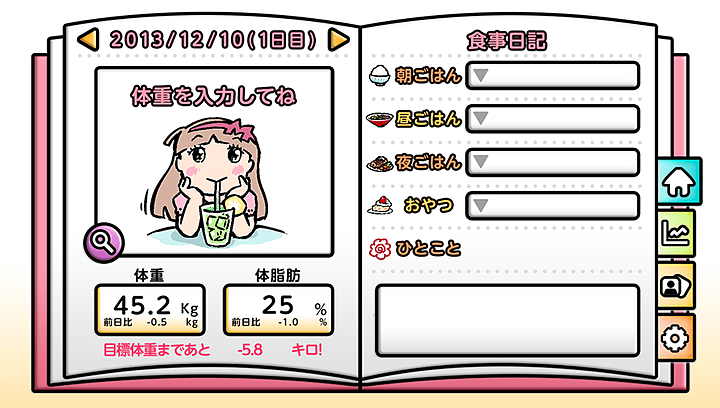 2013/12/10(1日目)
体重を入力してね
体重
体脂肪
45.2 Kg
前日比 -0.5 kg
25 %
前日比 -1.0 %
目標体重まであと -5.8 キロ!
食事日記
朝ごはん
昼ごはん
夜ごはん
おやつ
ひとこと